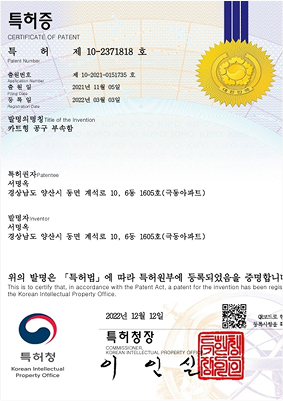 특허증
CERTIFICATE OF PATENT
특 허 제 10-2371818 호
Patent Number
출원번호 제 10-2021-0151735 호
Application Number
출 원 일 2021년 11월 05일
Filing Date
등 록 일 2022년 03월 03일
Registration Date
발명의명칭 Title of the Invention
카트형 공구 부속함
특허권자 Patentee
서명옥
경상남도 양산시 동면 계석로 10, 6동 1605호(극동아파트)
발명자 Inventor
서명옥
경상남도 양산시 동면 계석로 10, 6동 1605호(극동아파트)
위의 발명은 「특허법」에 따라 특허원부에 등록되었음을 증명합니
This is to certify that, in accordance with the Patent Act, a patent for the invention has been regis
the Korean Intellectual Property Office.
2022년 12월 12일
특허청장
COMMISSIONER,
KOREAN INTELLECTUAL PROPERTY OFFIC
이 인 실
특허청
Korean Intellectual
Property Office